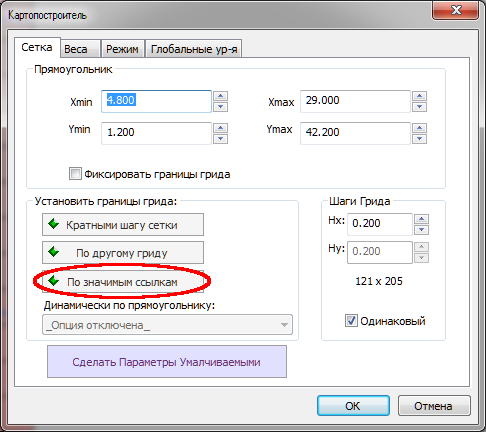 Картопостроитель
Сетка Веса Режим Глобальные ур-я
Прямоугольник
Xmin 4.800 Xmax 29.000
Ymin 1.200 Ymax 42.200
Фиксировать границы грида
Установить границы грида: Шаги Грида
Кратными шагу сетки Hx: 0.200
По другому гриду Hy: 0.200
По значимым ссылкам 121 x 205
Динамически по прямоугольнику:
_Опция отключена_ Одинаковый
Сделать Параметры Умалчиваемыми
OK Отмена